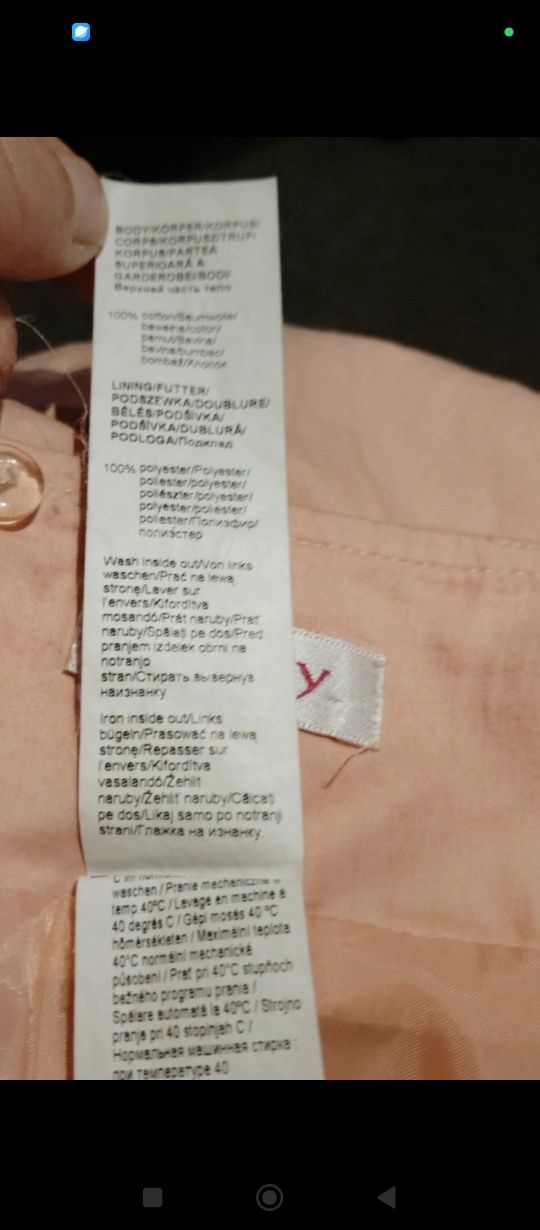 BODY/KÖRPER/KORPUS/
CORPS/KORPUSZ/TRUP/
KORPUS/PARTEA
SUPERIOARĂ A
GARDEROBEI/BODI/
Верхней часть тело
100% cotton/Baumwolle/
bawełna/coton/
pamut/Bavlna/
bavlna/bumbac/
bombaž/Хлопок
LINING/FUTTER/
PODSZEWKA/DOUBLURE/
BÉLÉS/PODŠÍVKA/
PODŠÍVKA/DUBLURĂ/
PODLOGA/Подклад
100% polyester/Polyester/
poliester/polyester/
poliészter/polyester/
polyester/poliester/
poliester/Полиэфир/
полиэстер
Wash inside out/Von links
waschen/Prać na lewą
stronę/Laver sur
l'envers/Kifordítva
mosandó/Prát naruby/Prať
naruby/Spălați pe dos/Pred
pranjem izdelek obrni na
notranjo
stran/Стирать вывернув
наизнанку
Iron inside out/Links
bügeln/Prasować na lewą
stronę/Repasser sur
l'envers/Kifordítva
vasalandó/Žehlit
naruby/Žehliť naruby/Călcați
pe dos/Likaj samo po notranji
strani/Глажка на изнанку.
y
waschen / Pranie mechaniczne w
temp 40ºC / Lavage en machine à
40 degrés C / Gépi mosás 40 ºC
hőmérsékleten / Maximální teplota
40°C normální mechanické
působení / Prať pri 40°C stupňoch
bežného programu prania /
Spălare automată la 40ºC / Strojno
pranje pri 40 stopinjah C /
Нормальная машинная стирка :
при температуре 40